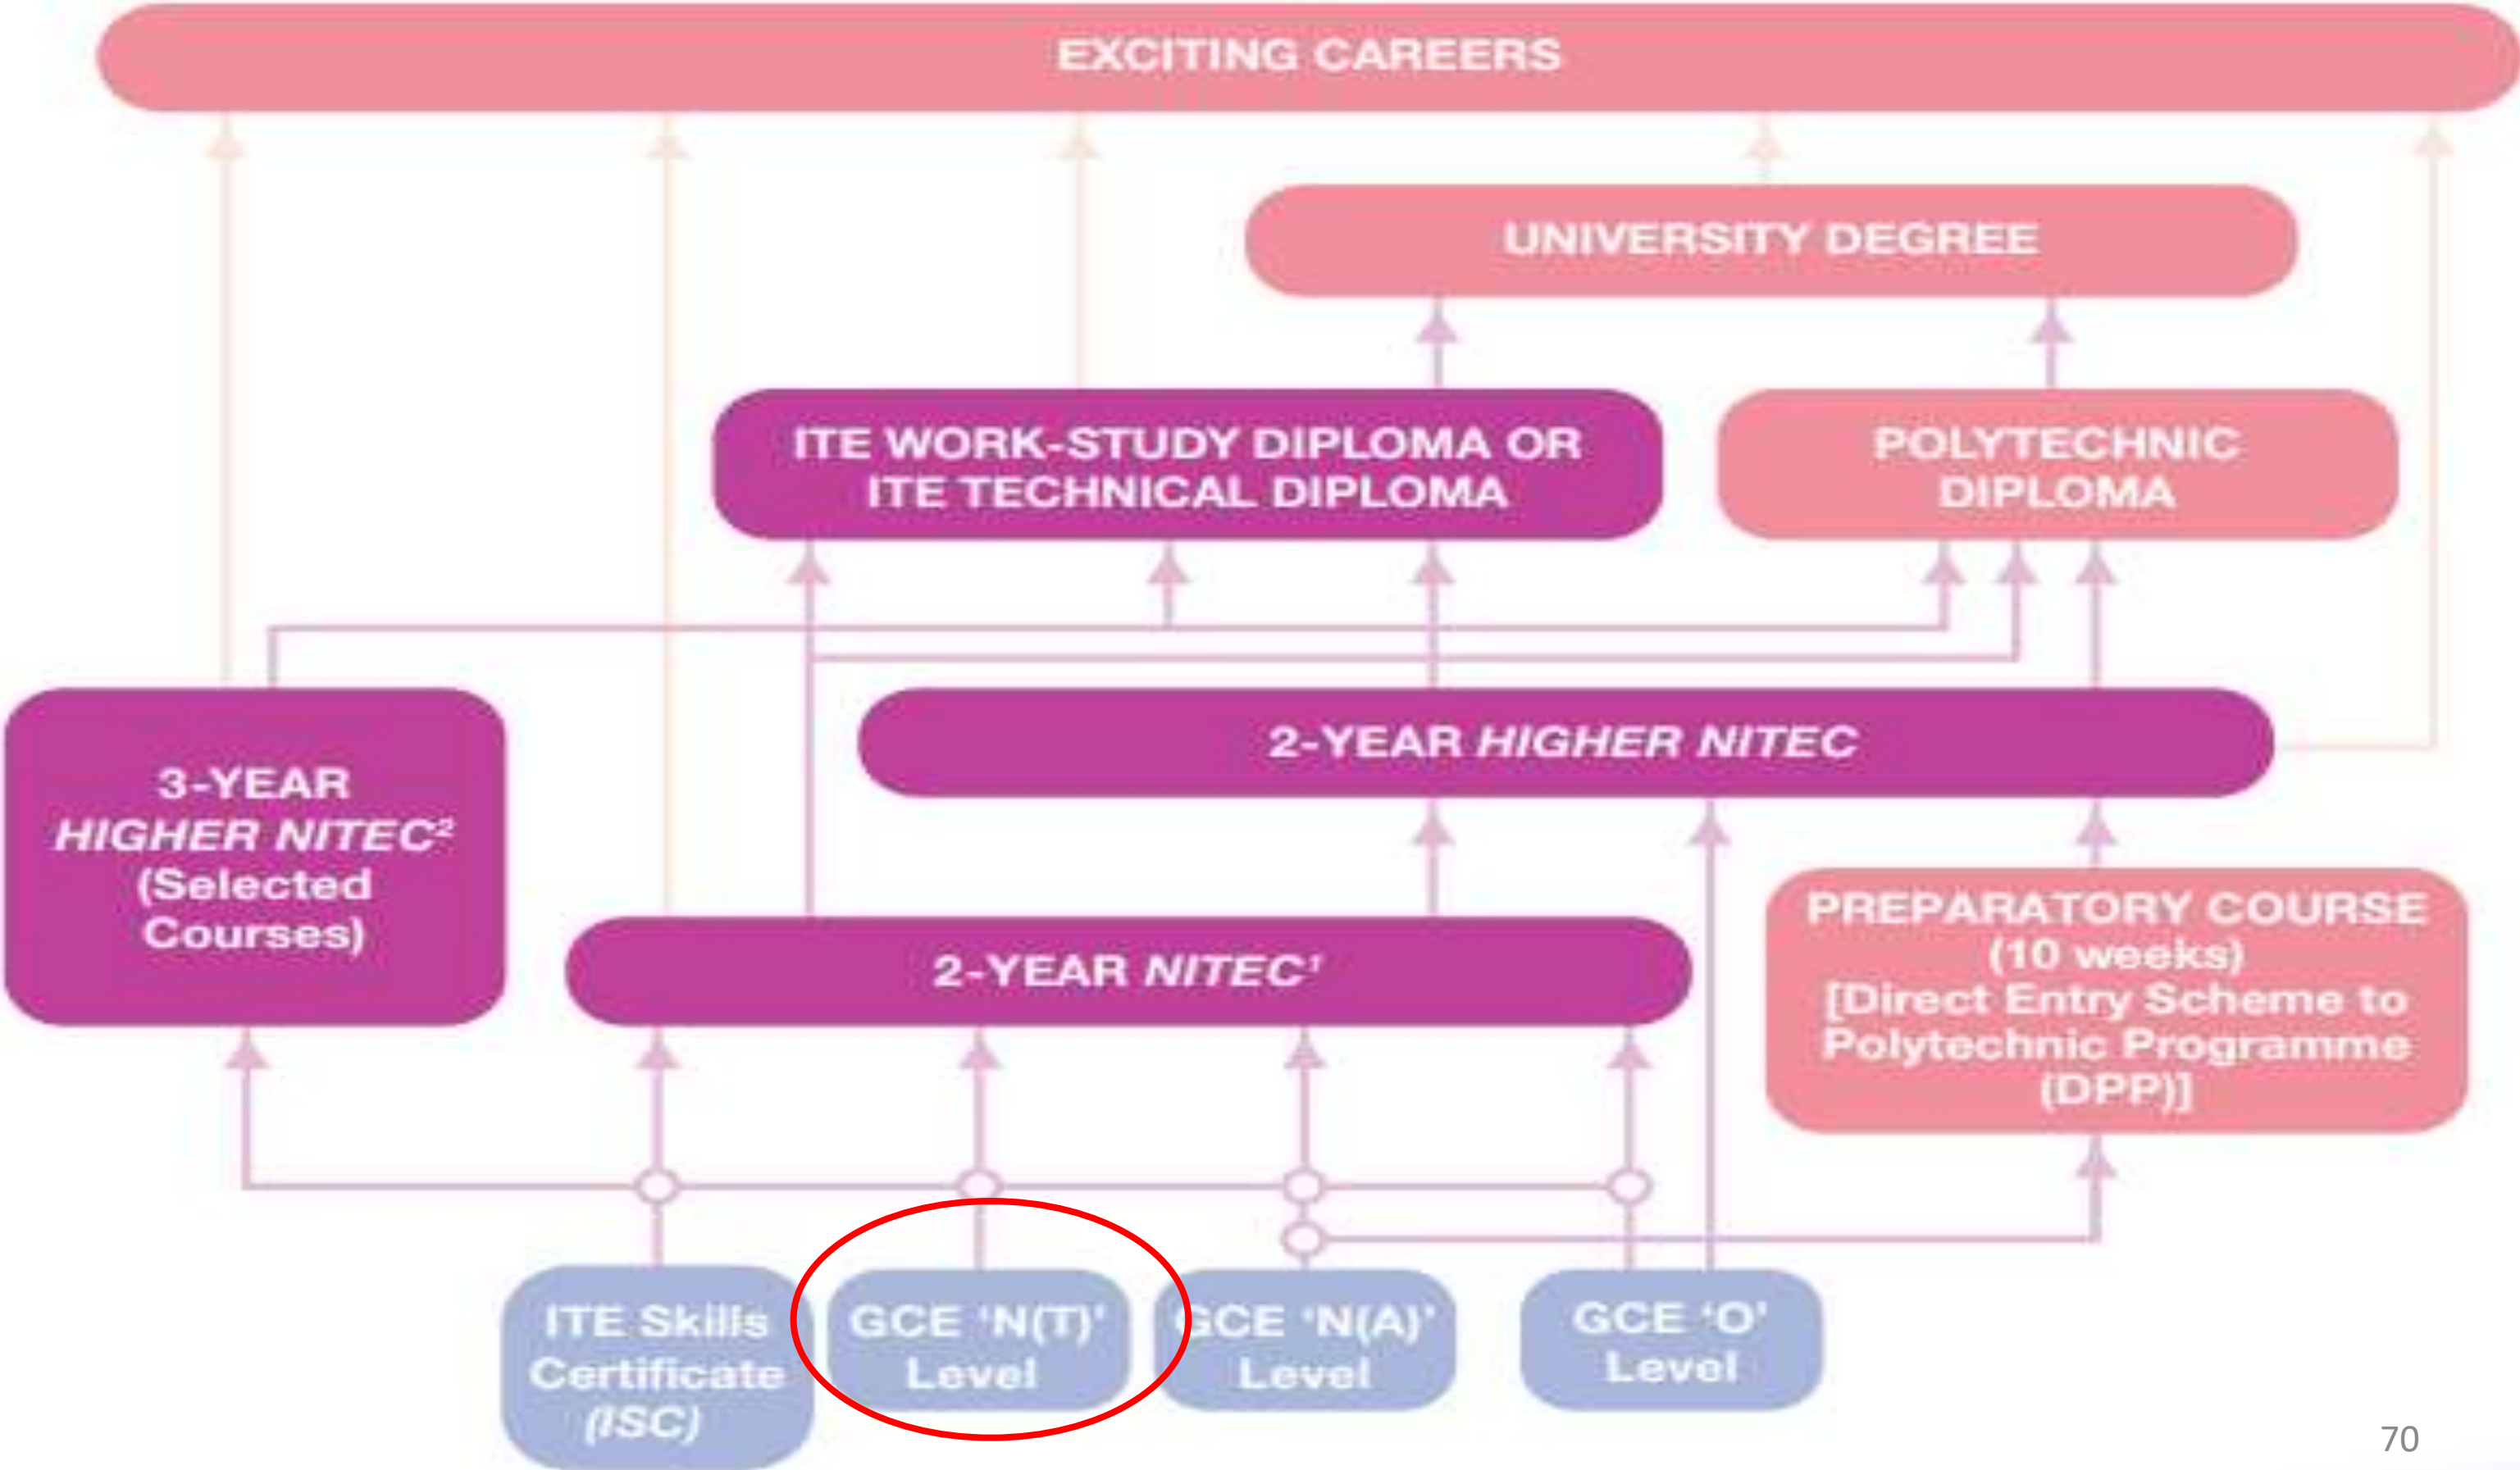 EXCITING CAREERS
UNIVERSITY DEGREE
ITE WORK-STUDY DIPLOMA OR
ITE TECHNICAL DIPLOMA
POLYTECHNIC
DIPLOMA
3-YEAR
HIGHER NITEC²
(Selected
Courses)
2-YEAR HIGHER NITEC
2-YEAR NITEC¹
PREPARATORY COURSE
(10 weeks)
[Direct Entry Scheme to
Polytechnic Programme
(DPP)]
ITE Skills
Certificate
(ISC)
GCE ‘N(T)’
Level
GCE ‘N(A)’
Level
GCE ‘O’
Level
70